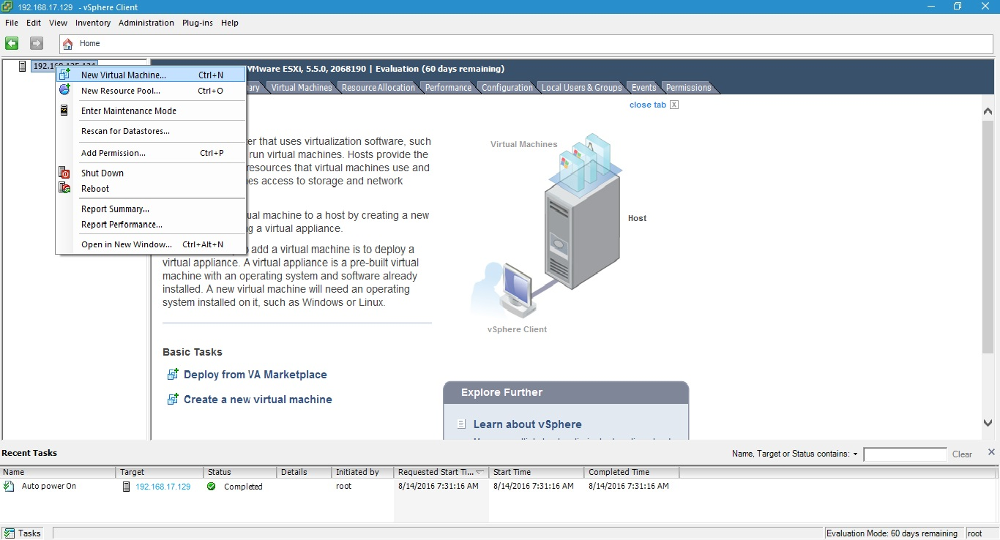 192.168.17.129 - vSphere Client
File Edit View Inventory Administration Plug-ins Help
Home
New Virtual Machine... Ctrl+N
New Resource Pool... Ctrl+O
Enter Maintenance Mode
Rescan for Datastores...
Add Permission... Ctrl+P
Shut Down
Reboot
Report Summary...
Report Performance...
Open in New Window... Ctrl+Alt+N
VMware ESXi, 5.5.0, 2068190 | Evaluation (60 days remaining)
Virtual Machines Resource Allocation Performance Configuration Local Users & Groups Events Permissions
close tab X
that uses virtualization software, such
run virtual machines. Hosts provide the
resources that virtual machines use and
access to storage and network
machine to a host by creating a new
a virtual appliance.
add a virtual machine is to deploy a
virtual appliance. A virtual appliance is a pre-built virtual
machine with an operating system and software already
installed. A new virtual machine will need an operating
system installed on it, such as Windows or Linux.
Virtual Machines
Host
vSphere Client
Basic Tasks
Deploy from VA Marketplace
Create a new virtual machine
Explore Further
Learn about vSphere
Recent Tasks
Name, Target or Status contains: Clear
Name Target Status Details Initiated by Requested Start Ti... Start Time Completed Time
Auto power On 192.168.17.129 Completed root 8/14/2016 7:31:16 AM 8/14/2016 7:31:16 AM 8/14/2016 7:31:16 AM
Tasks Evaluation Mode: 60 days remaining root